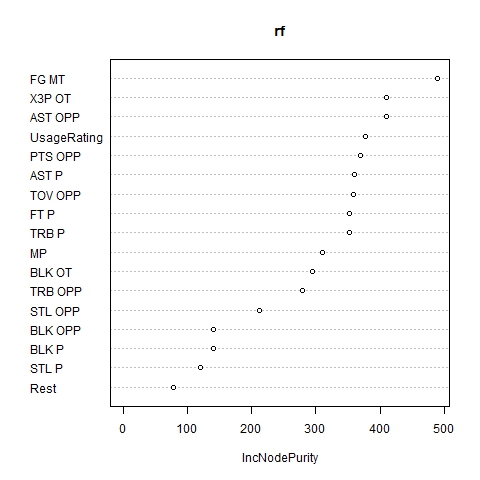 rf
FG MT
X3P OT
AST OPP
UsageRating
PTS OPP
AST P
TOV OPP
FT P
TRB P
MP
BLK OT
TRB OPP
STL OPP
BLK OPP
BLK P
STL P
Rest
0 100 200 300 400 500
IncNodePurity